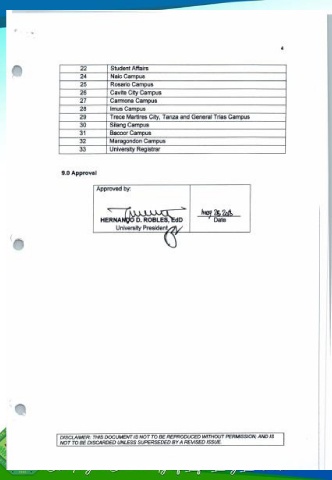 4
22 Student Affairs
24 Naic Campus
25 Rosario Campus
26 Cavite City Campus
27 Carmona Campus
28 Imus Campus
29 Trece Martires City, Tanza and General Trias Campus
30 Silang Campus
31 Bacoor Campus
32 Maragondon Campus
33 University Registrar
9.0 Approval
Approved by:
HERNANDO D. ROBLES, EdD
University President
Date
DISCLAIMER: THIS DOCUMENT IS NOT TO BE REPRODUCED WITHOUT PERMISSION, AND IS
NOT TO BE DISCARDED UNLESS SUPERSEDED BY A REVISED ISSUE.